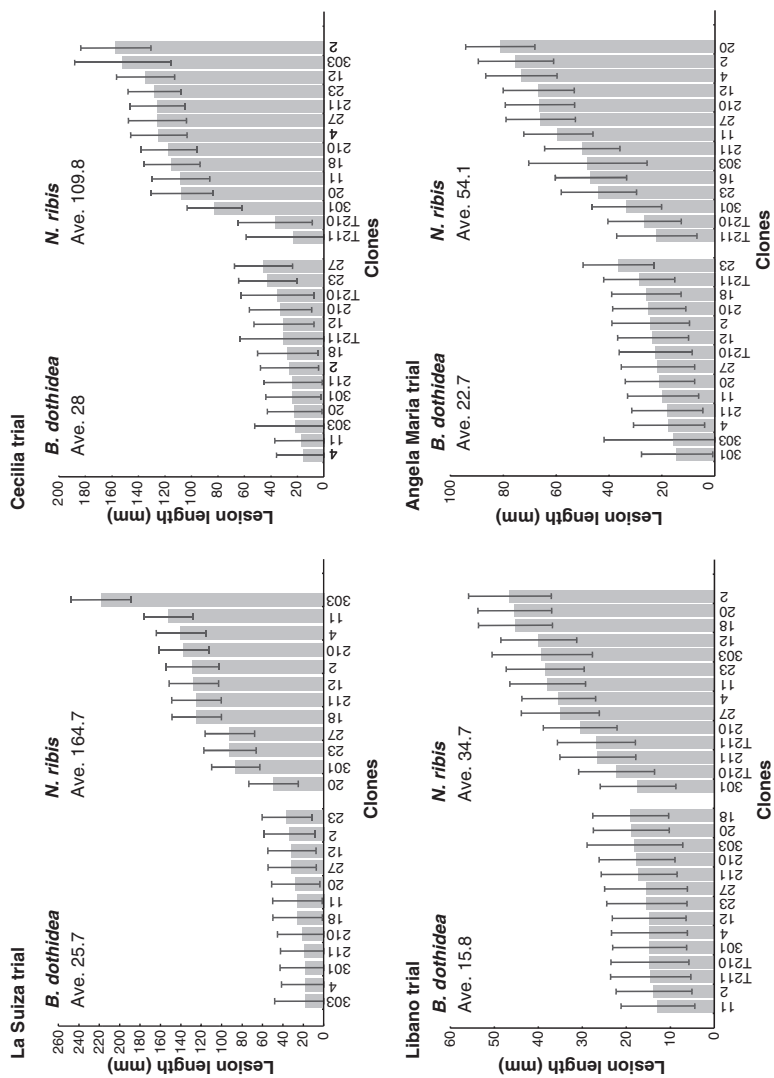 La Suiza trial
B. dothidea
Ave. 25.7
N. ribis
Ave. 164.7
Lesion length (mm)
260
240
220
200
180
160
140
120
100
80
60
40
20
0
303 4 301 211 210 18 11 20 27 12 2 23 20 301 23 27 18 211 12 2 210 4 11 303
Clones
Cecilia trial
B. dothidea
Ave. 28
N. ribis
Ave. 109.8
Lesion length (mm)
200
180
160
140
120
100
80
60
40
20
0
4 11 303 20 301 211 2 18 T211 12 210 T210 23 27 T211 T210 301 20 11 18 210 4 27 211 23 12 303 2
Clones
Libano trial
B. dothidea
Ave. 15.8
N. ribis
Ave. 34.7
Lesion length (mm)
60
50
40
30
20
10
0
11 2 T211 T210 301 4 12 23 27 211 210 303 20 18 301 T210 211 T211 210 27 4 11 23 303 12 18 20 2
Clones
Angela Maria trial
B. dothidea
Ave. 22.7
N. ribis
Ave. 54.1
Lesion length (mm)
100
80
60
40
20
0
301 303 4 211 11 20 27 T210 12 2 210 18 T211 23 T211 T210 301 23 16 303 211 11 27 210 12 4 2 20
Clones